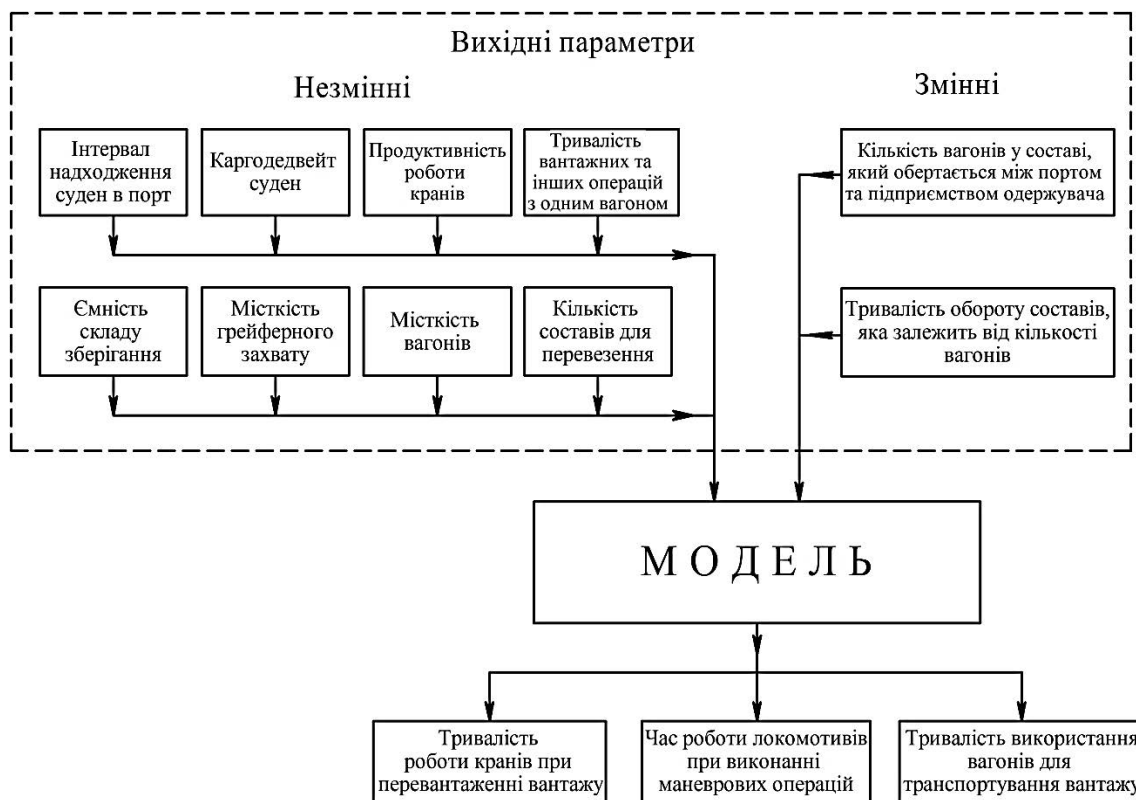 Вихідні параметри
Незмінні
Змінні
Інтервал
надходження
суден в порт
Каргодедвейт
суден
Продуктивність
роботи
кранів
Тривалість
вантажних та
інших операцій
з одним вагоном
Кількість вагонів у составі,
який обертається між портом
та підприємством одержувача
Ємність
складу
зберігання
Місткість
грейферного
захвату
Місткість
вагонів
Кількість
составів для
перевезення
Тривалість обороту составів,
яка залежить від кількості
вагонів
М О Д Е Л Ь
Тривалість
роботи кранів при
перевантаженні вантажу
Час роботи локомотивів
при виконанні
маневрових операцій
Тривалість використання
вагонів для
транспортування вантажу